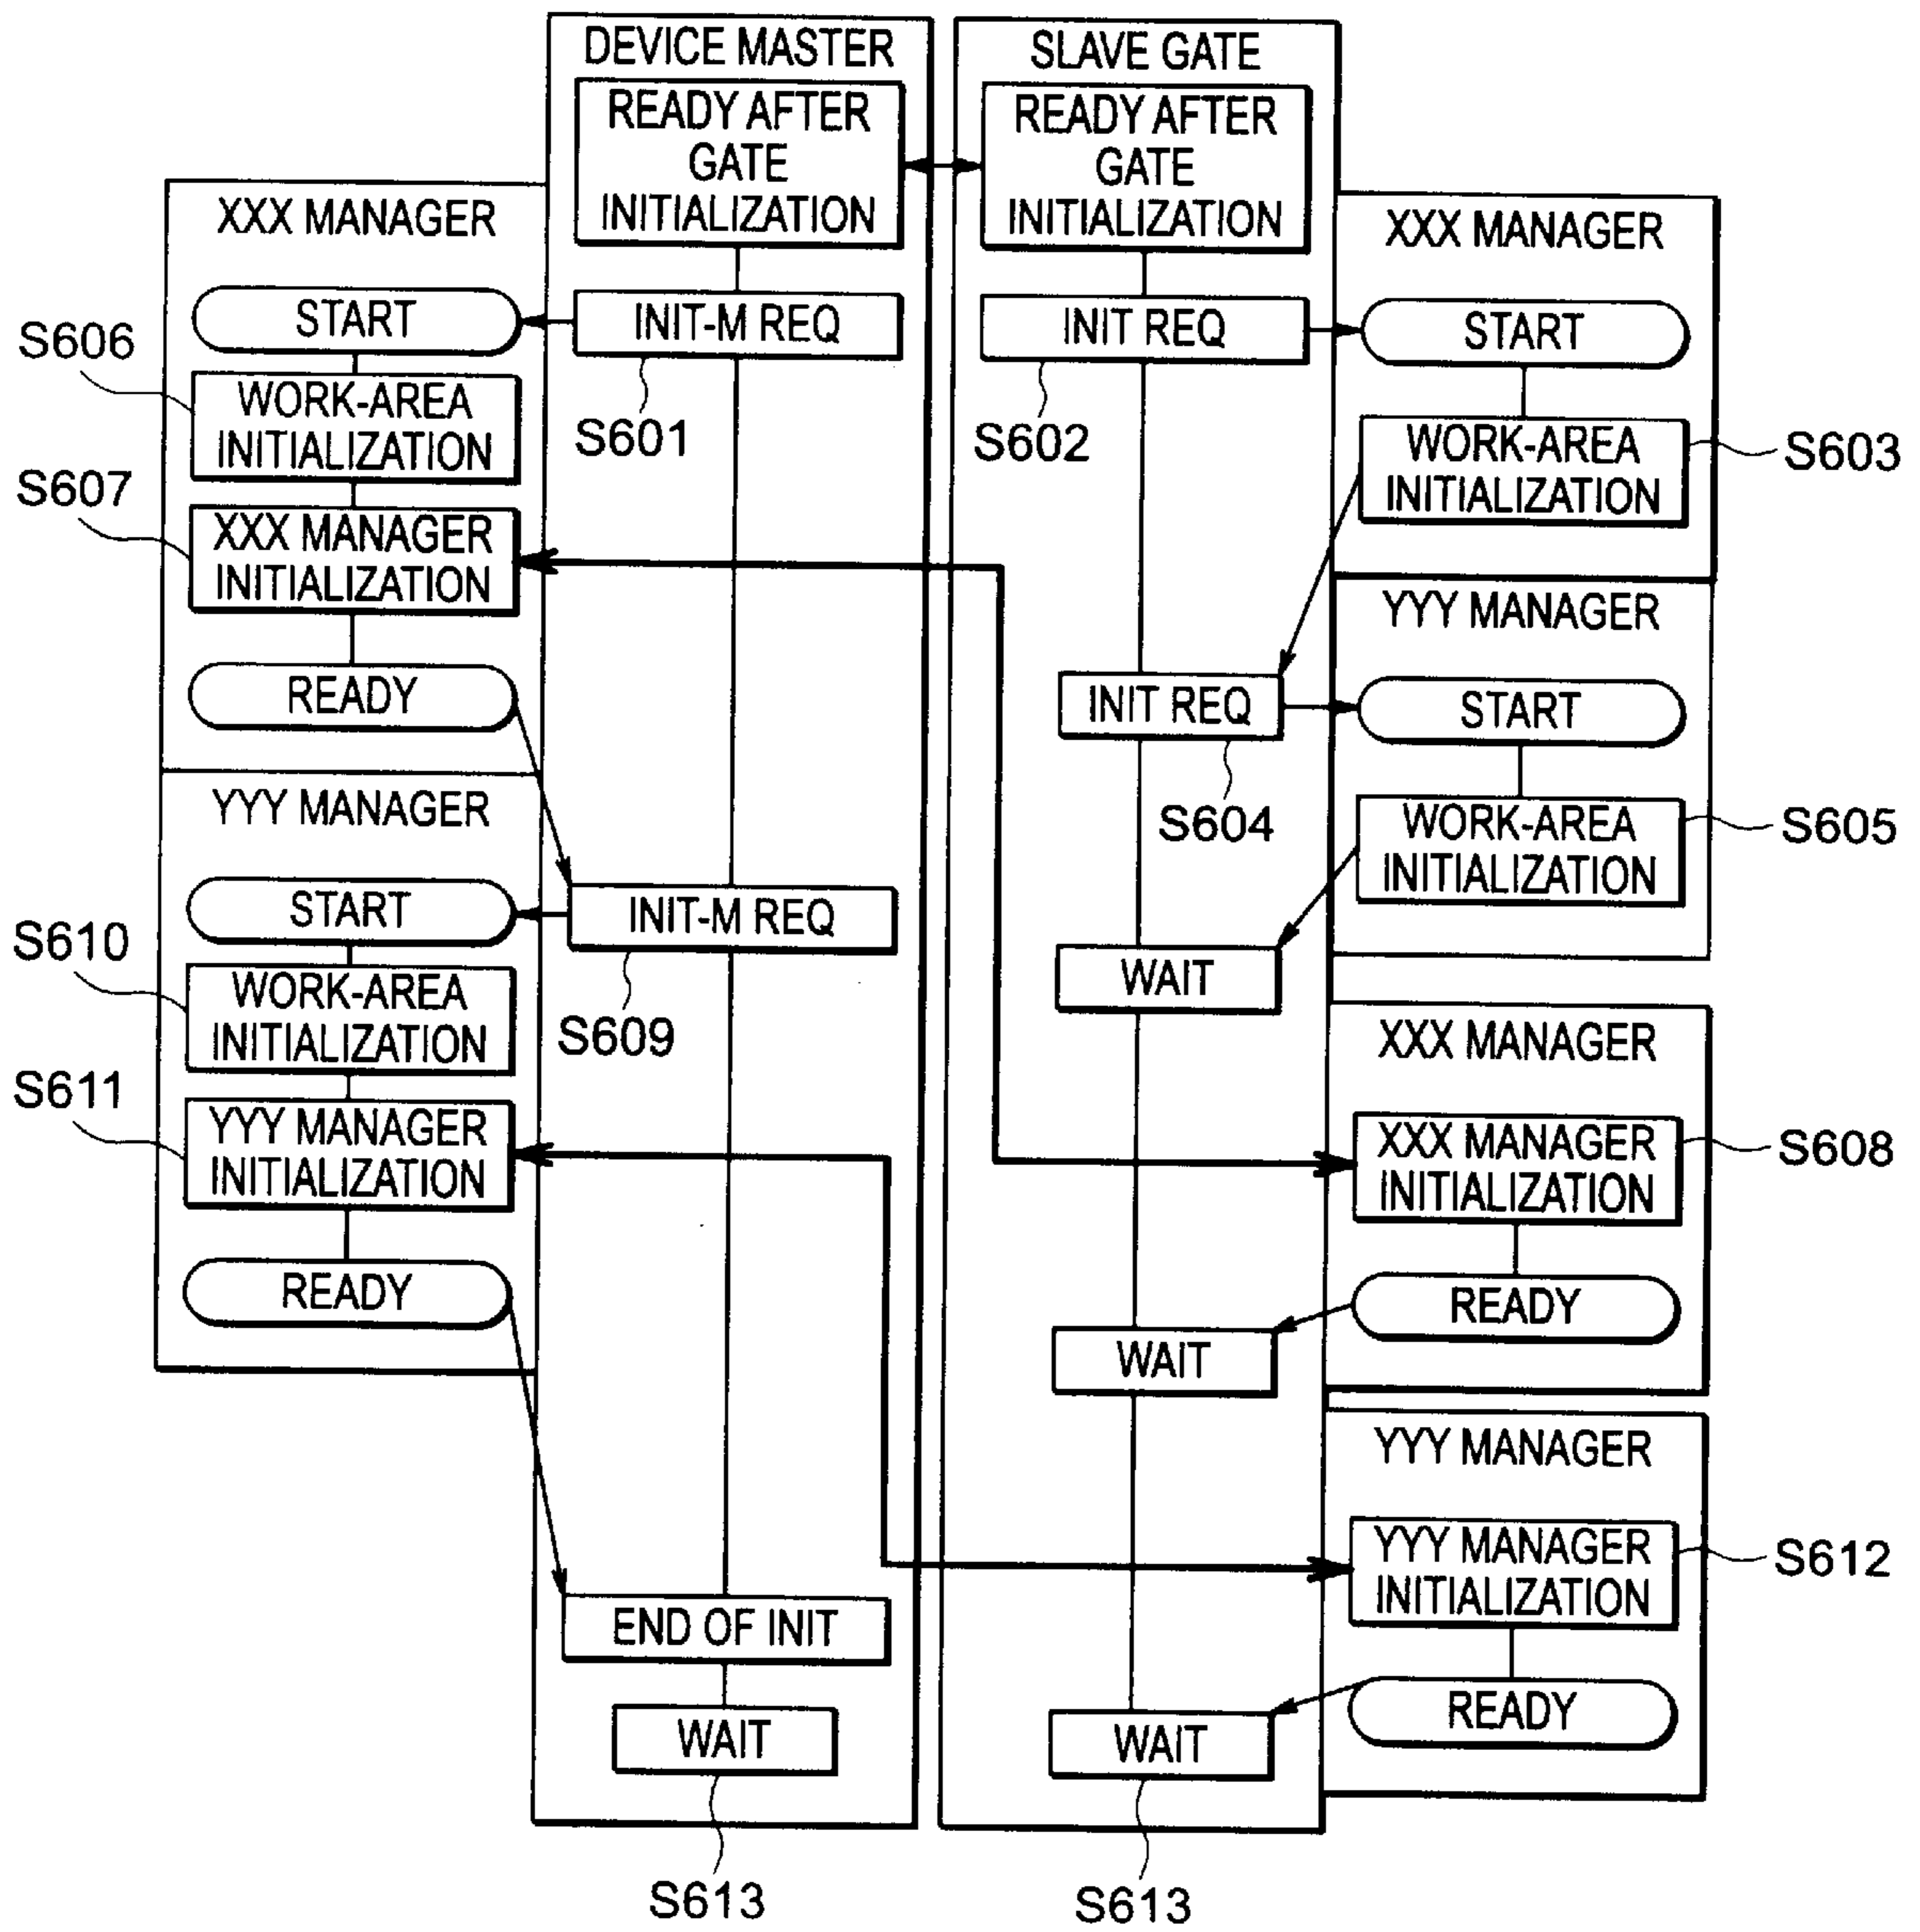 DEVICE MASTER
READY AFTER
GATE
INITIALIZATION
SLAVE GATE
READY AFTER
GATE
INITIALIZATION
XXX MANAGER
START
INIT-M REQ
S601
S606
WORK-AREA
INITIALIZATION
S607
XXX MANAGER
INITIALIZATION
READY
INIT REQ
S602
XXX MANAGER
START
WORK-AREA
INITIALIZATION
S603
YYY MANAGER
INIT REQ
S604
START
WORK-AREA
INITIALIZATION
S605
WAIT
YYY MANAGER
START
INIT-M REQ
S609
S610
WORK-AREA
INITIALIZATION
S611
YYY MANAGER
INITIALIZATION
READY
XXX MANAGER
XXX MANAGER
INITIALIZATION
S608
READY
WAIT
YYY MANAGER
YYY MANAGER
INITIALIZATION
S612
READY
END OF INIT
WAIT
S613
WAIT
S613